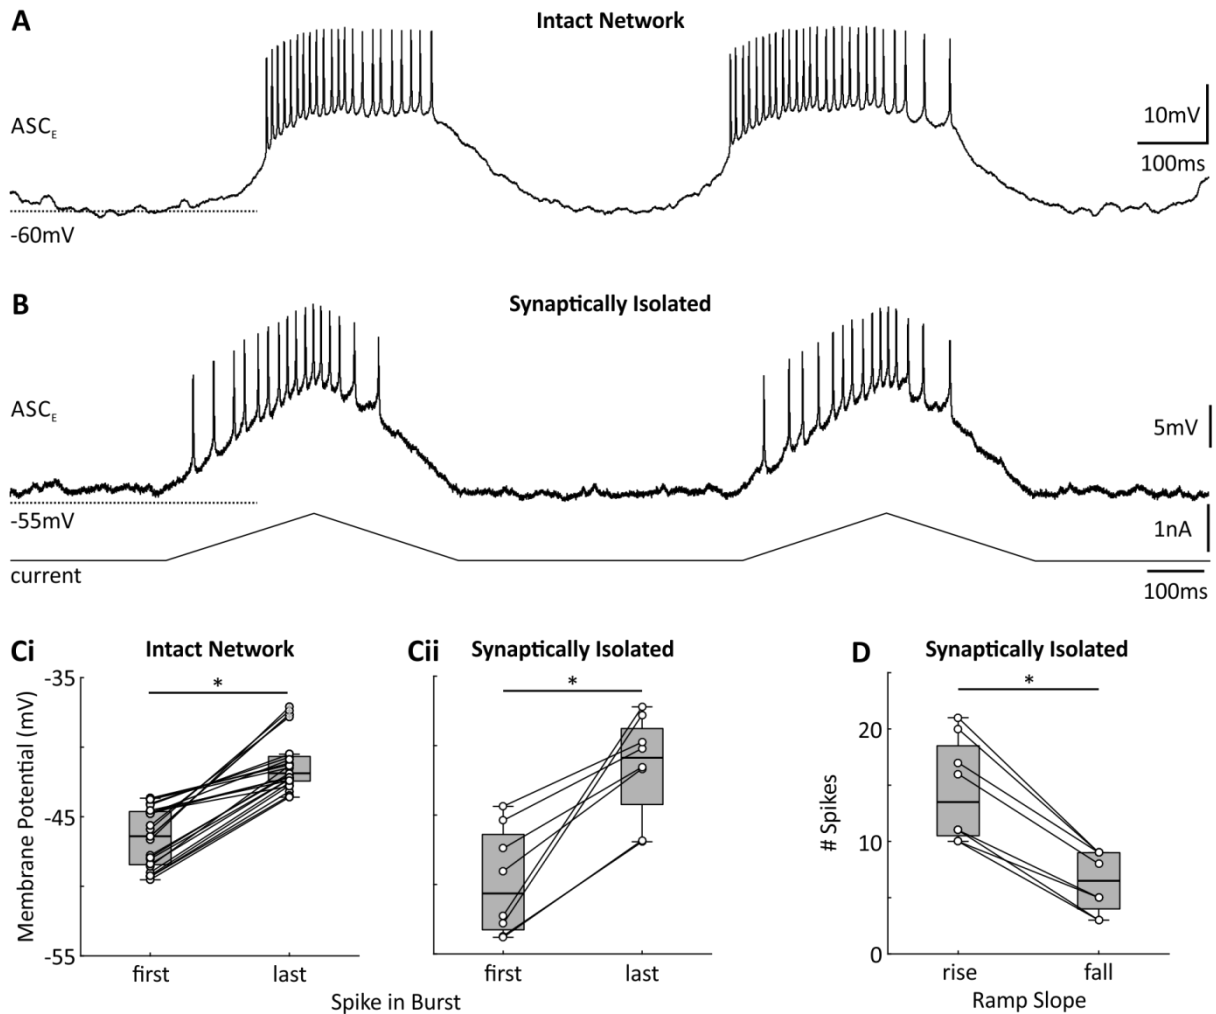 A
Intact Network
ASCE
10mV
100ms
-60mV
B
Synaptically Isolated
ASCE
5mV
-55mV
1nA
current
100ms
Ci
Intact Network
Cii
Synaptically Isolated
D
Synaptically Isolated
-35
*
*
*
Membrane Potential (mV)
-45
-55
first
last
first
last
Spike in Burst
# Spikes
20
10
0
rise
fall
Ramp Slope